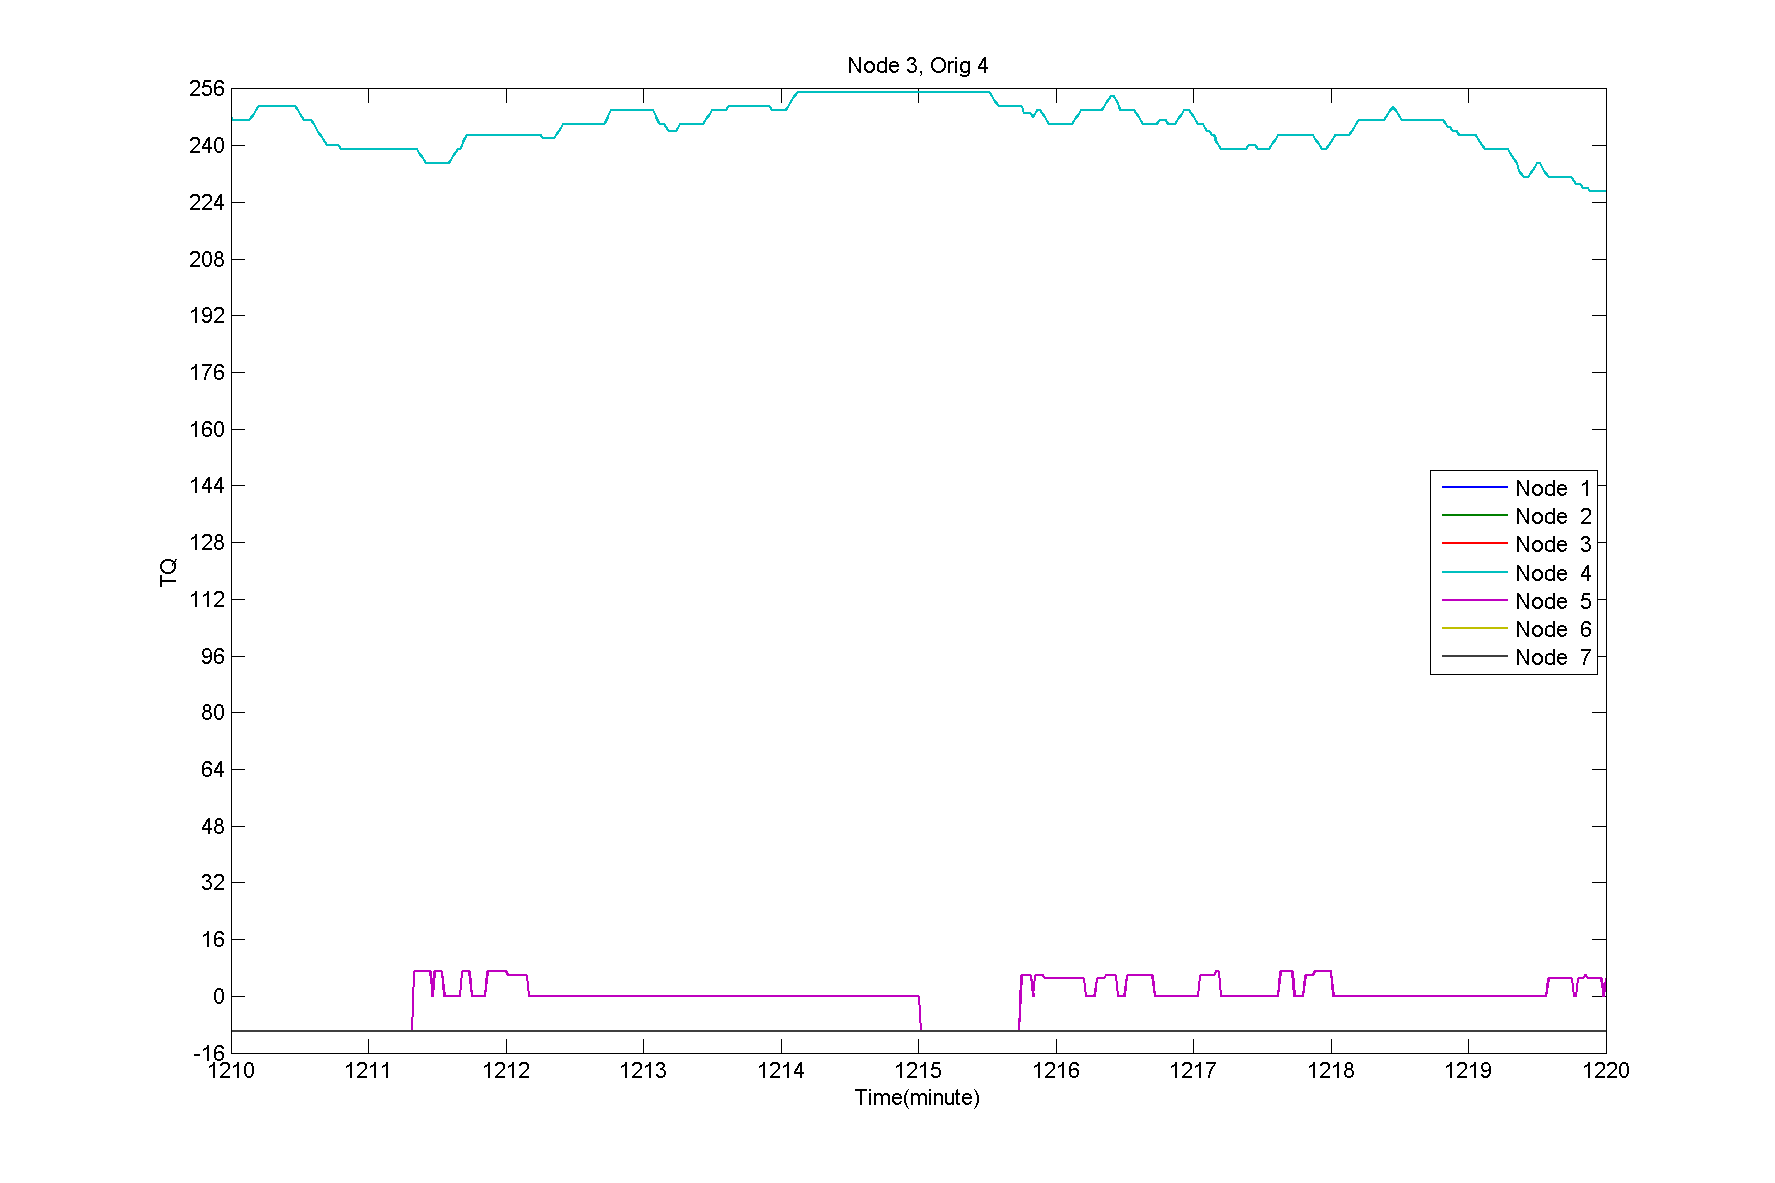 Node 3, Orig 4
256
240
224
208
192
176
160
144
128
112
96
80
64
48
32
16
0
-16
TQ
Node 1
Node 2
Node 3
Node 4
Node 5
Node 6
Node 7
1210 1211 1212 1213 1214 1215 1216 1217 1218 1219 1220
Time(minute)